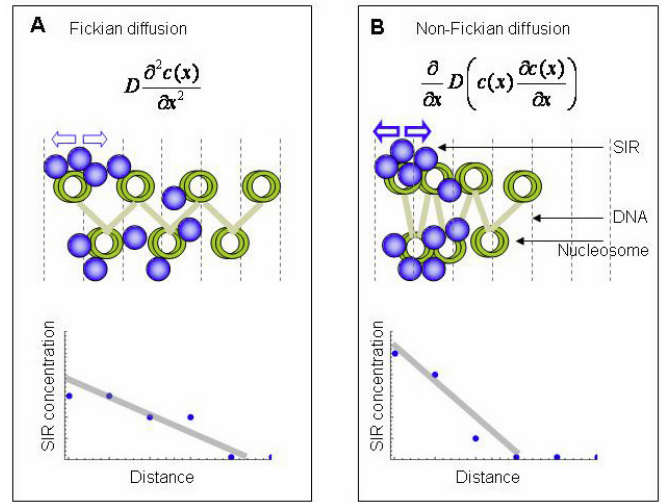 A Fickian diffusion
D ∂²c(x)/∂x²
SIR concentration
Distance
B Non-Fickian diffusion
∂/∂x D(c(x) ∂c(x)/∂x)
SIR
DNA
Nucleosome
SIR concentration
Distance